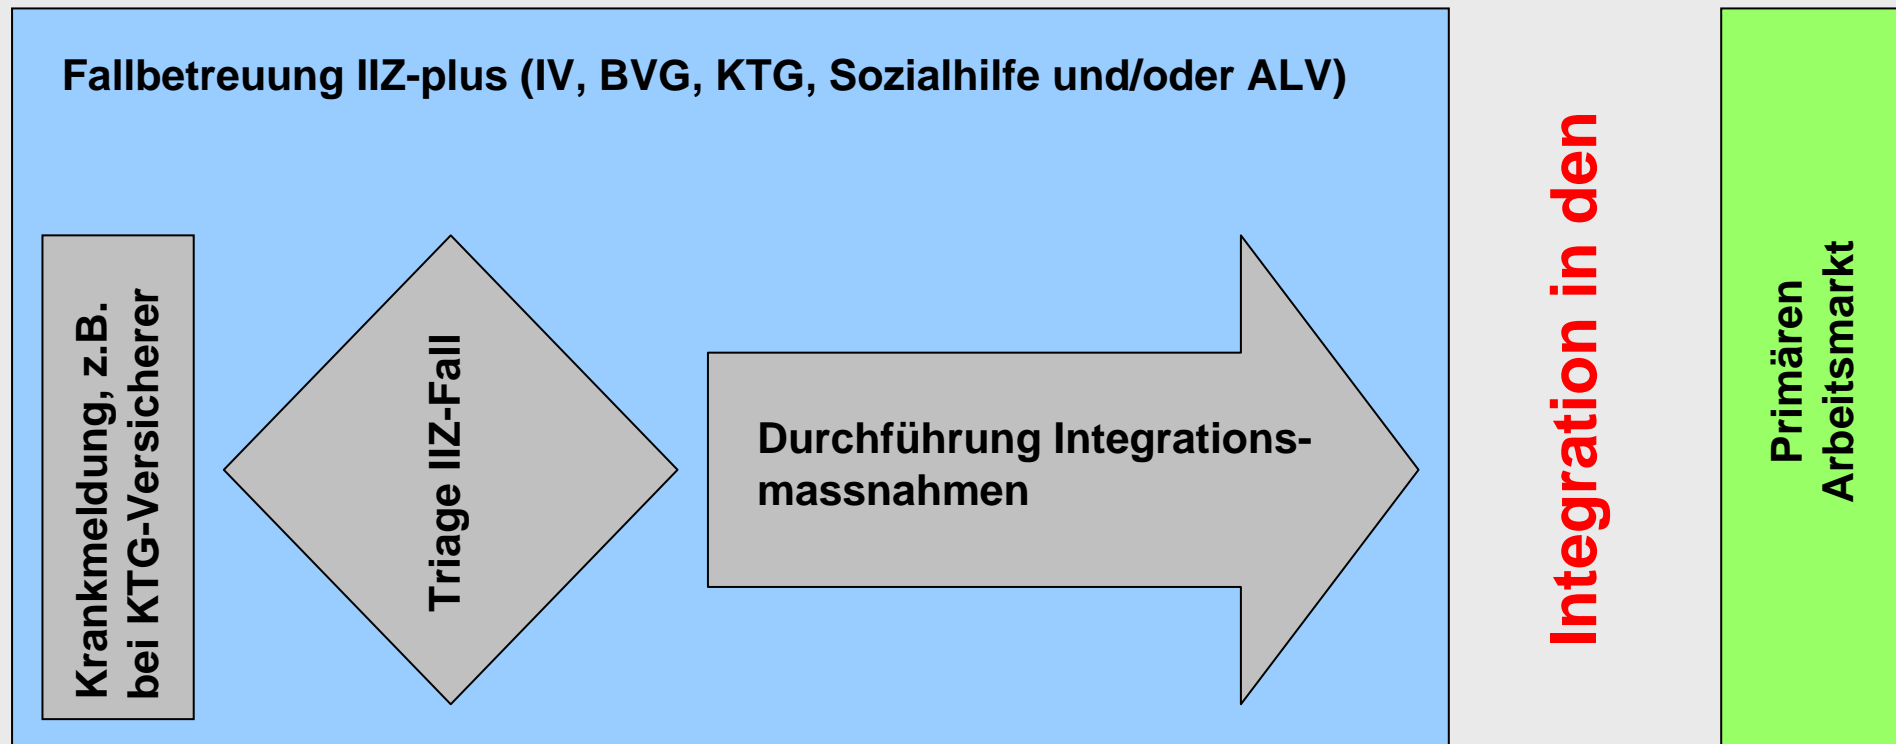 Fallbetreuung IIZ-plus (IV, BVG, KTG, Sozialhilfe und/oder ALV)
Krankmeldung, z.B.
bei KTG-Versicherer
Triage IIZ-Fall
Durchführung Integrations-
massnahmen
Integration in den
Primären
Arbeitsmarkt